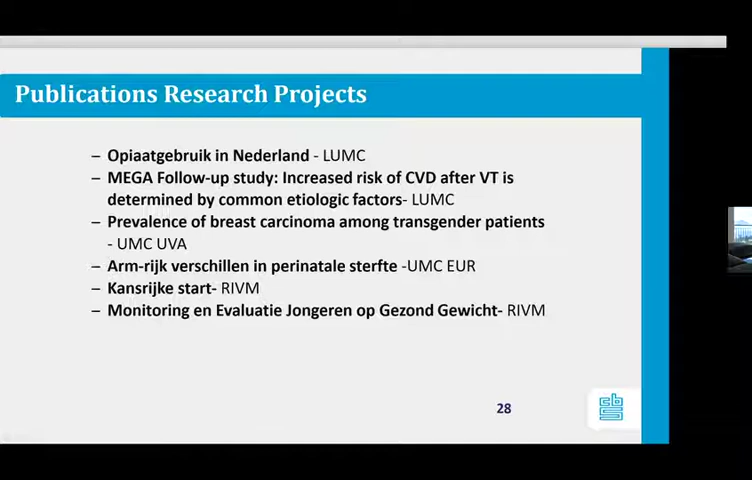 Publications Research Projects
– Opiaatgebruik in Nederland - LUMC
– MEGA Follow-up study: Increased risk of CVD after VT is
determined by common etiologic factors- LUMC
– Prevalence of breast carcinoma among transgender patients
- UMC UVA
– Arm-rijk verschillen in perinatale sterfte -UMC EUR
– Kansrijke start- RIVM
– Monitoring en Evaluatie Jongeren op Gezond Gewicht- RIVM
28
cbs